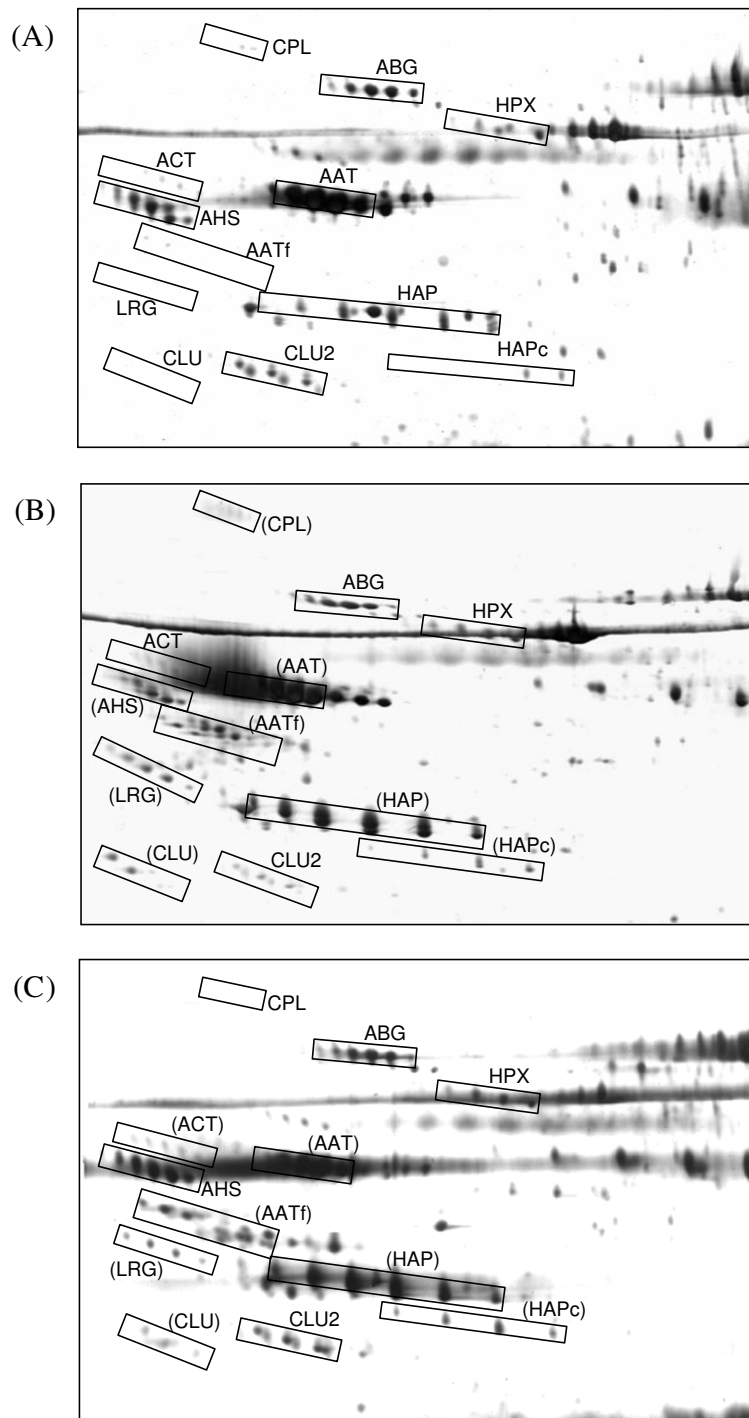 (A)
CPL
ABG
HPX
ACT
AAT
AHS
AATf
LRG
HAP
CLU
CLU2
HAPc
(B)
(CPL)
ABG
HPX
ACT
(AAT)
(AHS)
(AATf)
(LRG)
(HAP)
(HAPc)
(CLU)
CLU2
(C)
CPL
ABG
HPX
(ACT)
(AAT)
AHS
(AATf)
(LRG)
(HAP)
(HAPc)
(CLU)
CLU2